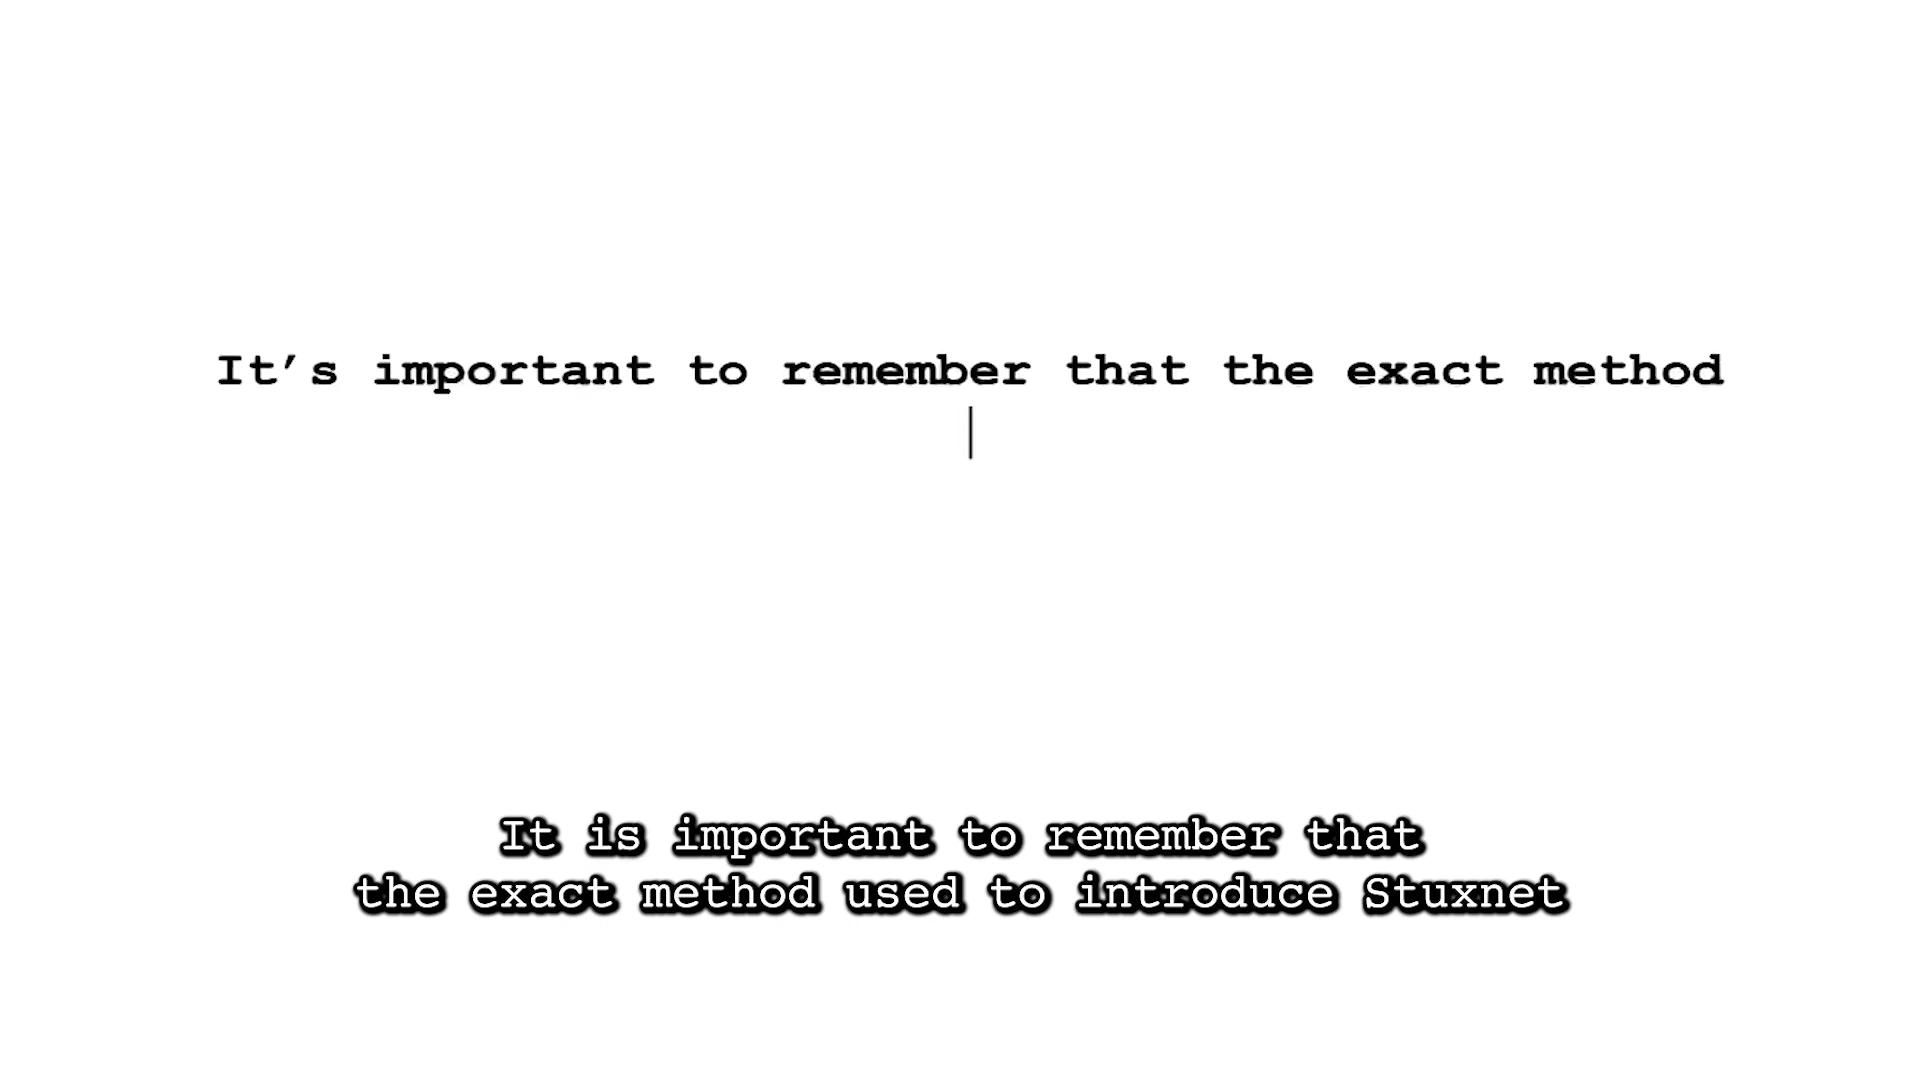 It’s important to remember that the exact method
It is important to remember that
the exact method used to introduce Stuxnet